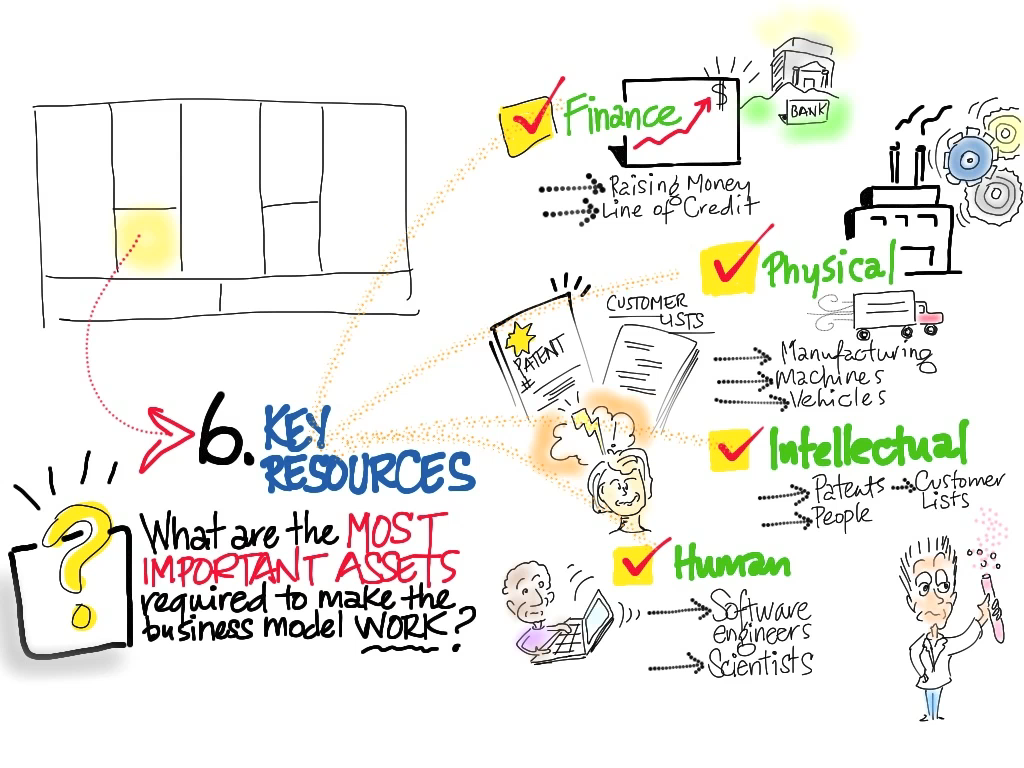 6. KEY
RESOURCES
What are the MOST
IMPORTANT ASSETS
required to make the
business model WORK?
?
Finance
$
BANK
Raising Money
Line of Credit
Physical
Manufacturing
Machines
Vehicles
CUSTOMER
LISTS
PATENT
#
Intellectual
Patents Customer
Lists
People
Human
Software
engineers
Scientists